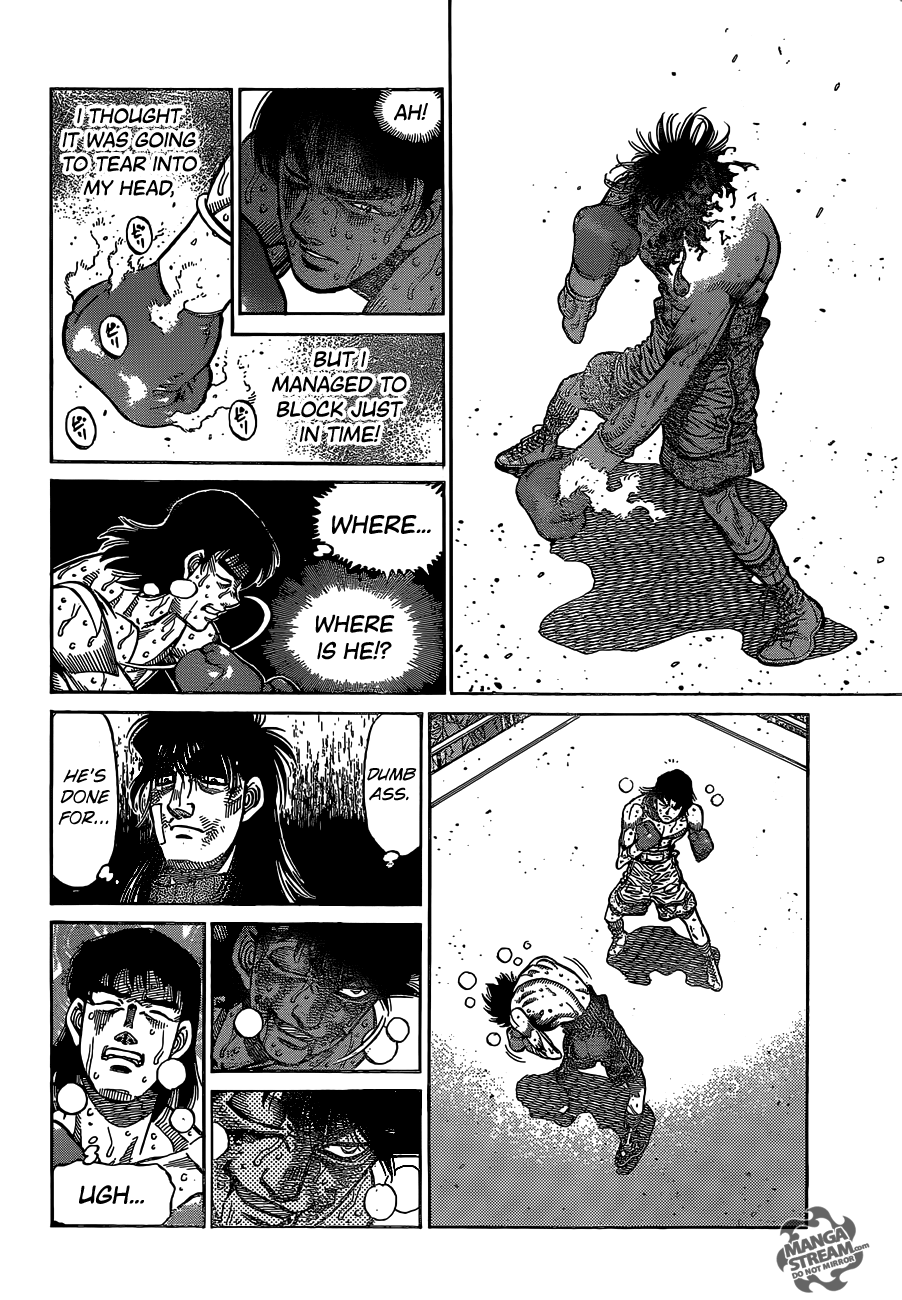 AH!
I THOUGHT
IT WAS GOING
TO TEAR INTO
MY HEAD,
BUT I
MANAGED TO
BLOCK JUST
IN TIME!
WHERE...
WHERE
IS HE!?
DUMB
ASS.
HE'S
DONE
FOR...
UGH...
MANGA
STREAM.com
DO NOT MIRROR